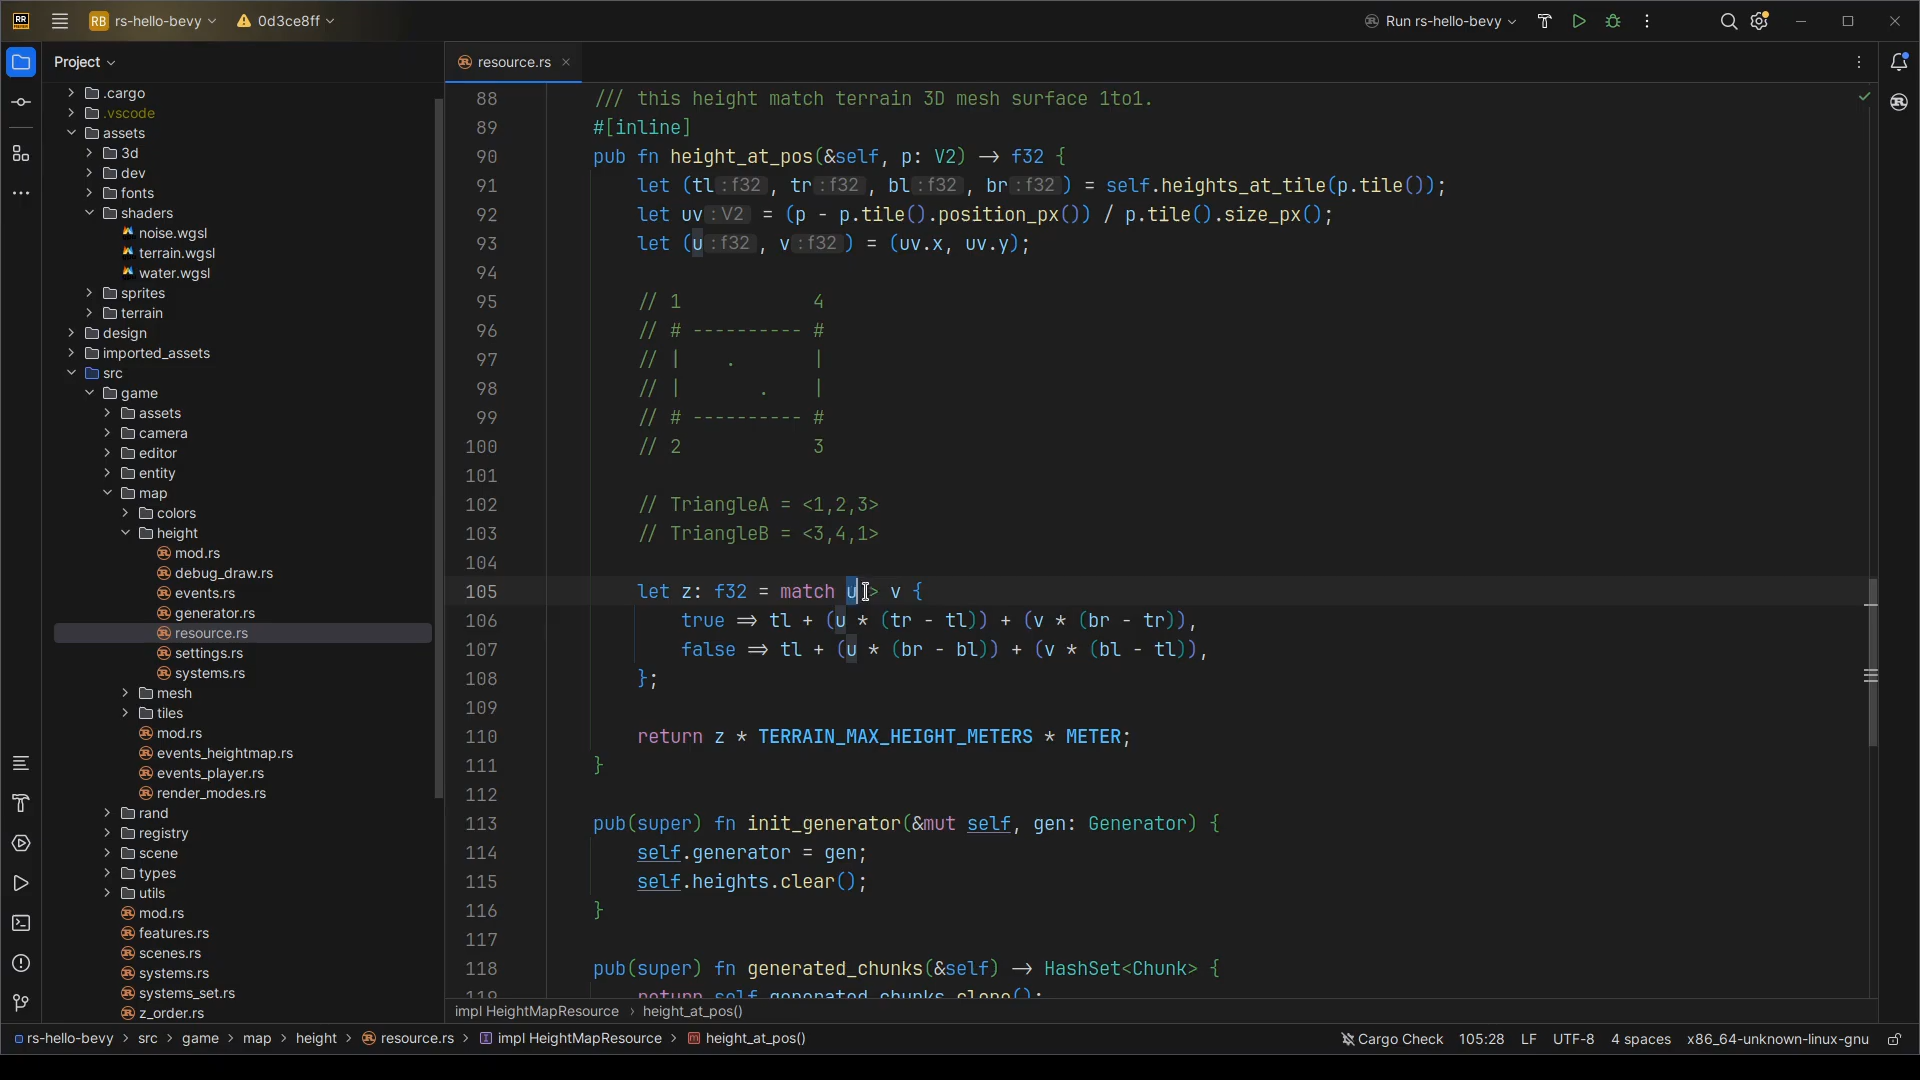 RR
RB rs-hello-bevy
0d3ce8ff
Run rs-hello-bevy
Project
.cargo
.vscode
assets
3d
dev
fonts
shaders
noise.wgsl
terrain.wgsl
water.wgsl
sprites
terrain
design
imported_assets
src
game
assets
camera
editor
entity
map
colors
height
mod.rs
debug_draw.rs
events.rs
generator.rs
resource.rs
settings.rs
systems.rs
mesh
tiles
mod.rs
events_heightmap.rs
events_player.rs
render_modes.rs
rand
registry
scene
types
utils
mod.rs
features.rs
scenes.rs
systems.rs
systems_set.rs
z_order.rs
resource.rs
88 /// this height match terrain 3D mesh surface 1to1.
89 #[inline]
90 pub fn height_at_pos(&self, p: V2) → f32 {
91 let (tl : f32 , tr : f32 , bl : f32 , br : f32 ) = self.heights_at_tile(p.tile());
92 let uv : V2 = (p - p.tile().position_px()) / p.tile().size_px();
93 let (u : f32 , v : f32 ) = (uv.x, uv.y);
94
95 // 1 4
96 // # ---------- #
97 // | . |
98 // | . |
99 // # ---------- #
100 // 2 3
101
102 // TriangleA = <1,2,3>
103 // TriangleB = <3,4,1>
104
105 let z: f32 = match u > v {
106 true ⇒ tl + (u * (tr - tl)) + (v * (br - tr)),
107 false ⇒ tl + (u * (br - bl)) + (v * (bl - tl)),
108 };
109
110 return z * TERRAIN_MAX_HEIGHT_METERS * METER;
111 }
112
113 pub(super) fn init_generator(&mut self, gen: Generator) {
114 self.generator = gen;
115 self.heights.clear();
116 }
117
118 pub(super) fn generated_chunks(&self) → HashSet<Chunk> {
119 return self.generated_chunks.clone();
impl HeightMapResource › height_at_pos()
rs-hello-bevy › src › game › map › height › resource.rs › impl HeightMapResource › height_at_pos()
Cargo Check 105:28 LF UTF-8 4 spaces x86_64-unknown-linux-gnu